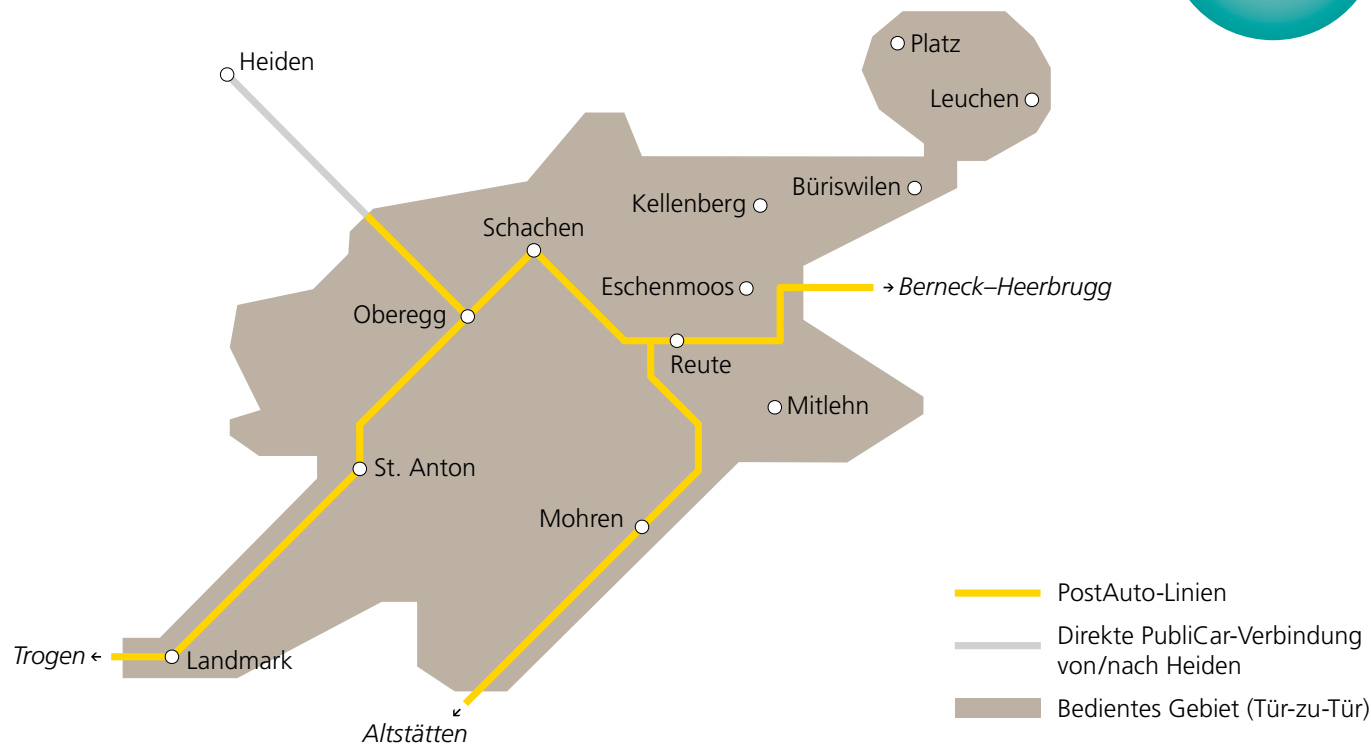 Platz
Heiden
Leuchen
Büriswilen
Kellenberg
Schachen
Eschenmoos
→ Berneck–Heerbrugg
Oberegg
Reute
Mitlehn
St. Anton
Mohren
PostAuto-Linien
Direkte PubliCar-Verbindung
von/nach Heiden
Trogen ←
Landmark
Bedientes Gebiet (Tür-zu-Tür)
↙
Altstätten